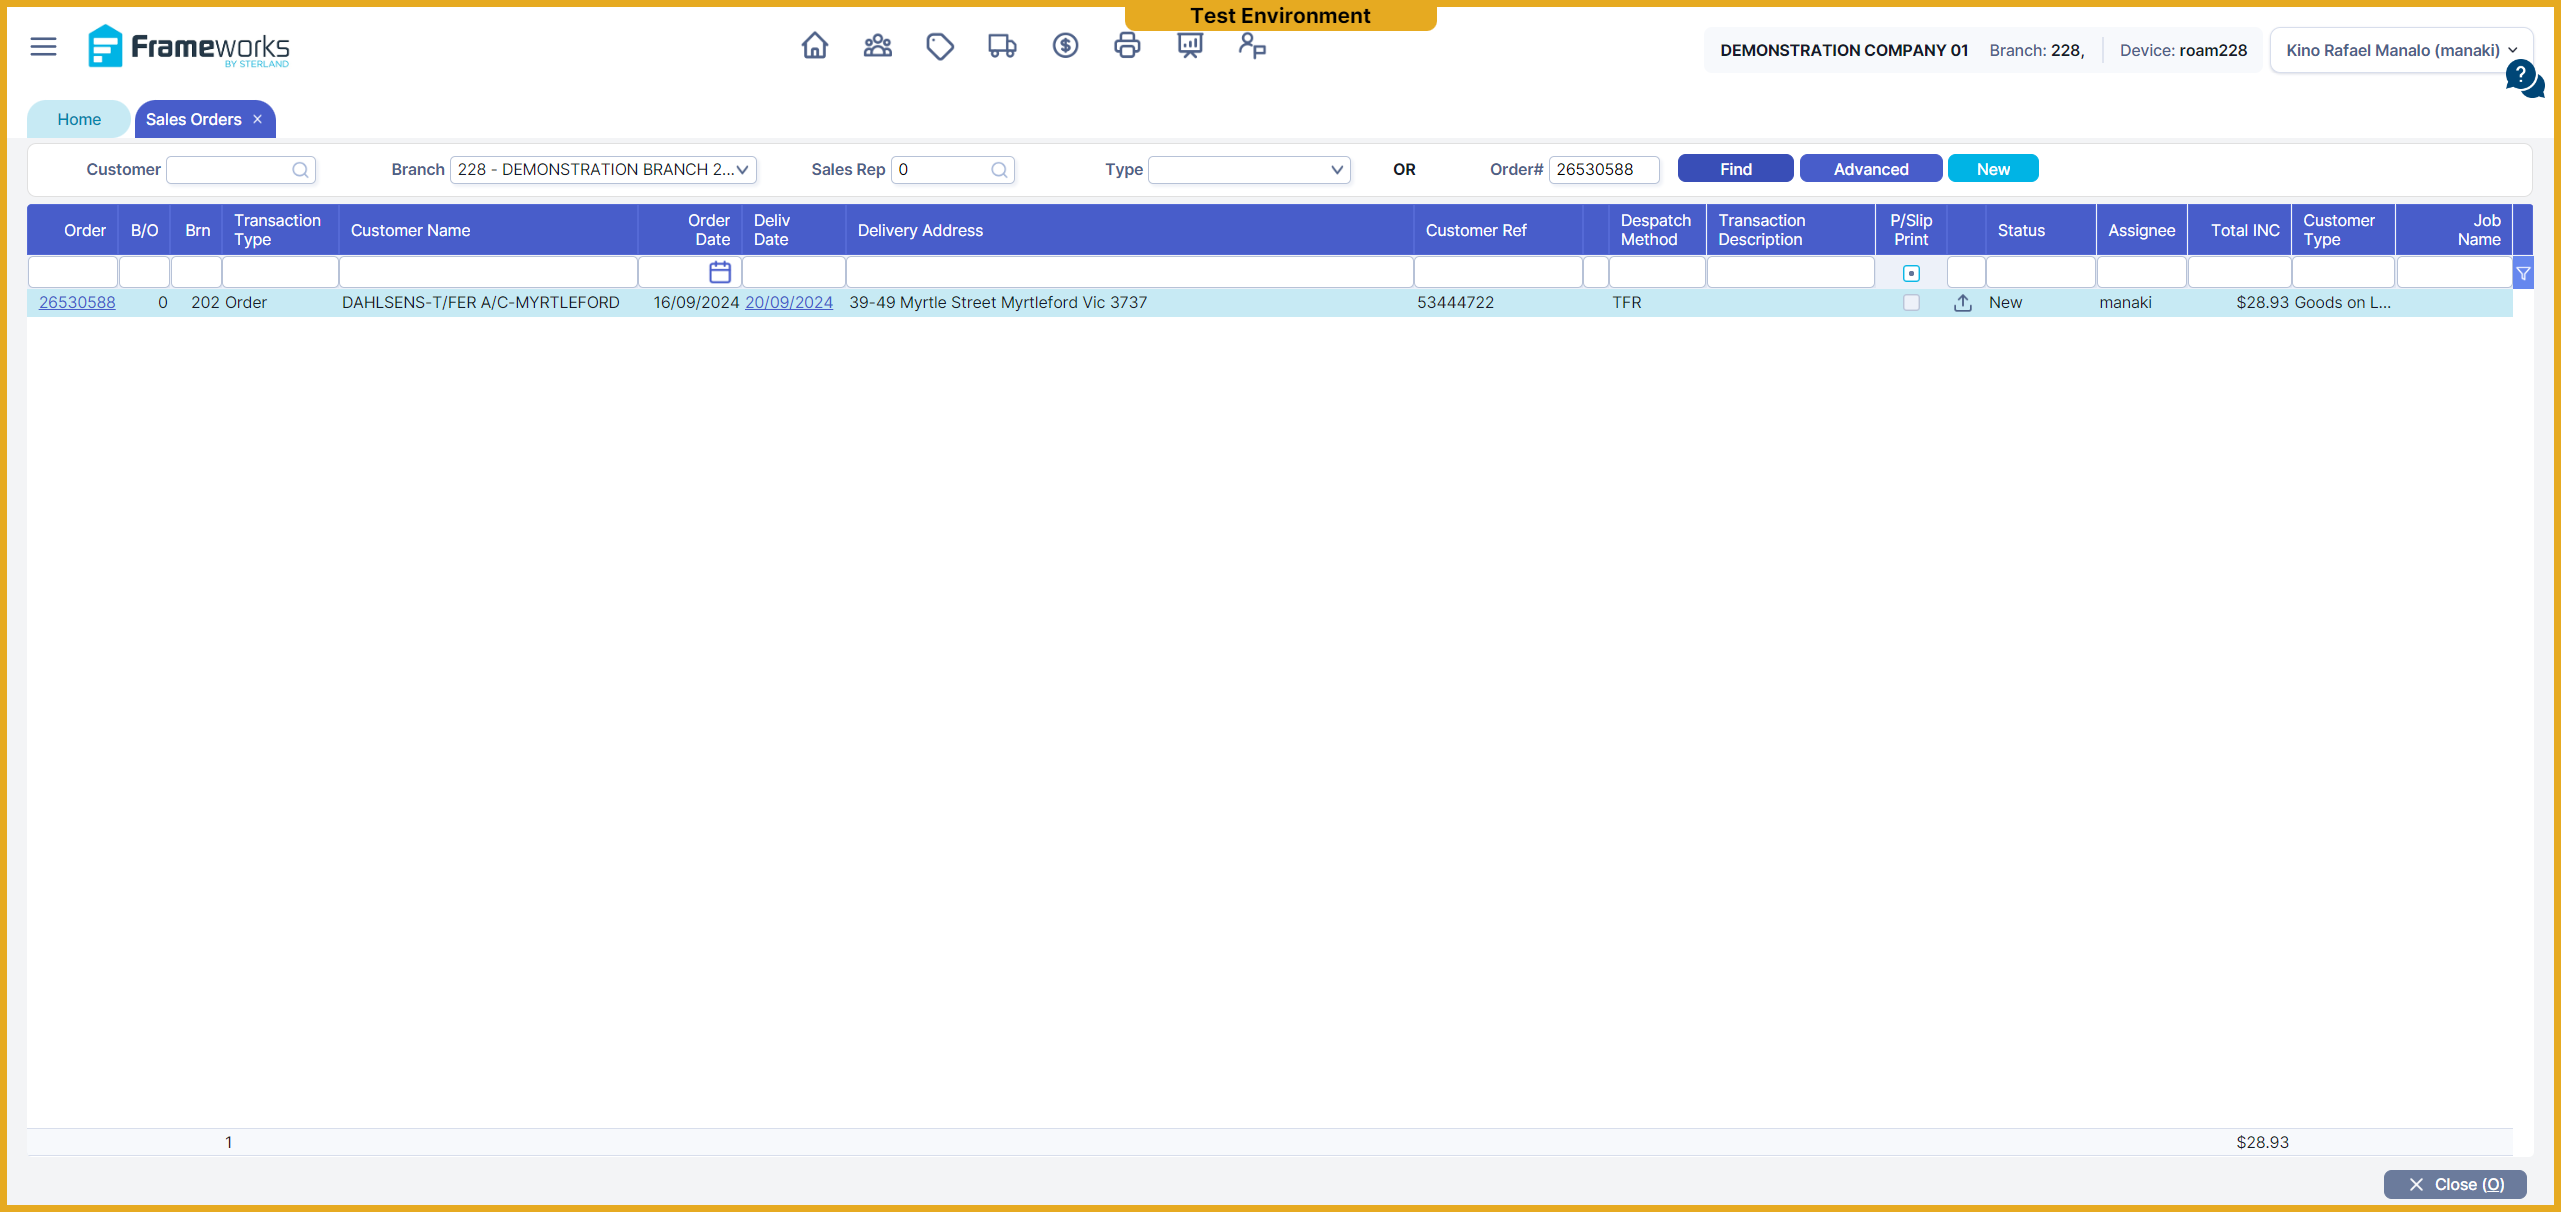 Test Environment
Frameworks
BY STERLAND
DEMONSTRATION COMPANY 01 Branch: 228, Device: roam228
Kino Rafael Manalo (manaki)
?
Home
Sales Orders ×
Customer
Branch 228 - DEMONSTRATION BRANCH 2...
Sales Rep 0
Type
OR
Order# 26530588
Find
Advanced
New
Order B/O Brn Transaction Type Customer Name Order Date Deliv Date Delivery Address Customer Ref Despatch Method Transaction Description P/Slip Print Status Assignee Total INC Customer Type Job Name
26530588 0 202 Order DAHLSENS-T/FER A/C-MYRTLEFORD 16/09/2024 20/09/2024 39-49 Myrtle Street Myrtleford Vic 3737 53444722 TFR New manaki $28.93 Goods on L...
1 $28.93
Close (O)